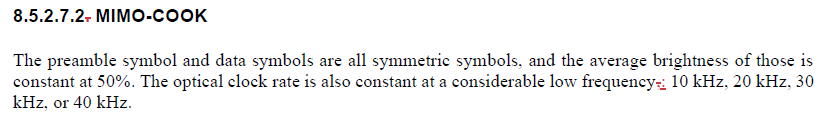 8.5.2.7.2. MIMO-COOK
The preamble symbol and data symbols are all symmetric symbols, and the average brightness of those is
constant at 50%. The optical clock rate is also constant at a considerable low frequency.: 10 kHz, 20 kHz, 30
kHz, or 40 kHz.